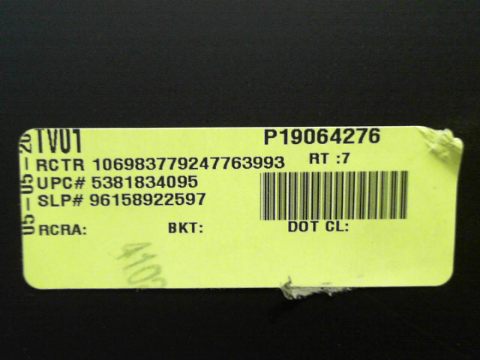 TV01 P19064276
RCTR 106983779247763993 RT :7
UPC# 5381834095
SLP# 96158922597
RCRA: BKT: DOT CL:
05-05-20